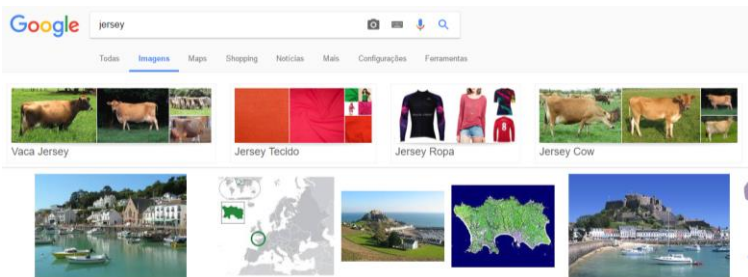 Google jersey
Todas Imagens Maps Shopping Notícias Mais Configurações Ferramentas
Vaca Jersey Jersey Tecido Jersey Ropa Jersey Cow